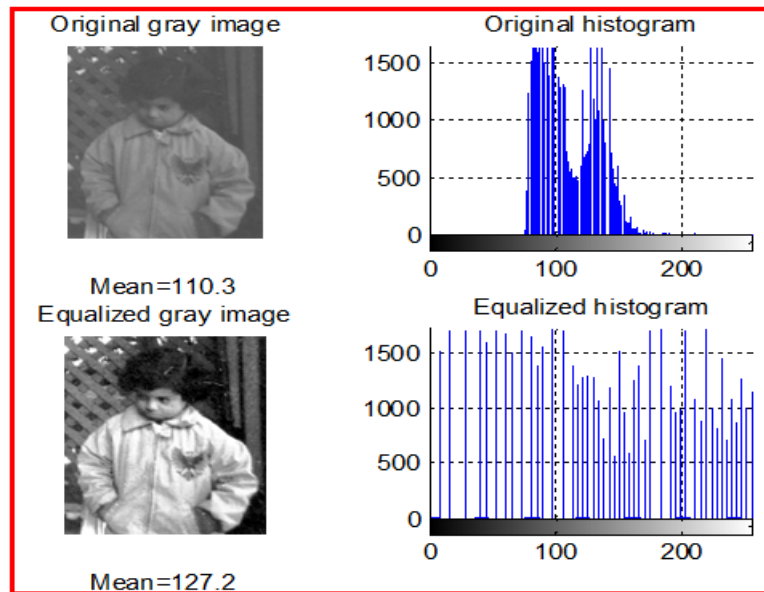 Original gray image
Original histogram
1500
1000
500
0
0 100 200
Mean=110.3
Equalized gray image
Equalized histogram
1500
1000
500
0
0 100 200
Mean=127.2